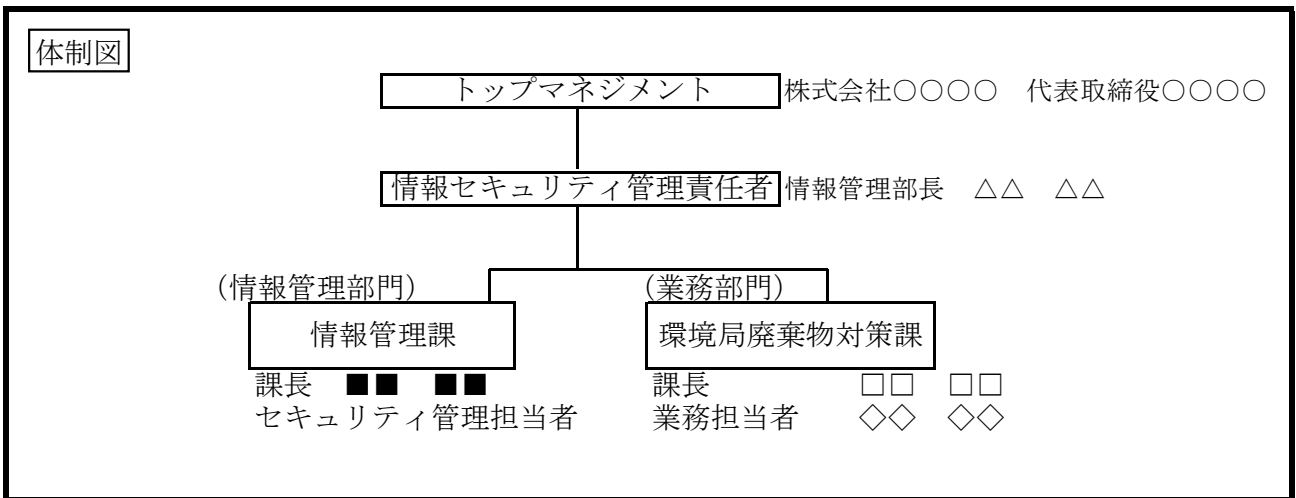 体制図
トップマネジメント 株式会社○○○○　代表取締役○○○○
情報セキュリティ管理責任者 情報管理部長　△△　△△
（情報管理部門） （業務部門）
情報管理課 環境局廃棄物対策課
課長　■■　■■ 課長　□□　□□
セキュリティ管理担当者 業務担当者　◇◇　◇◇